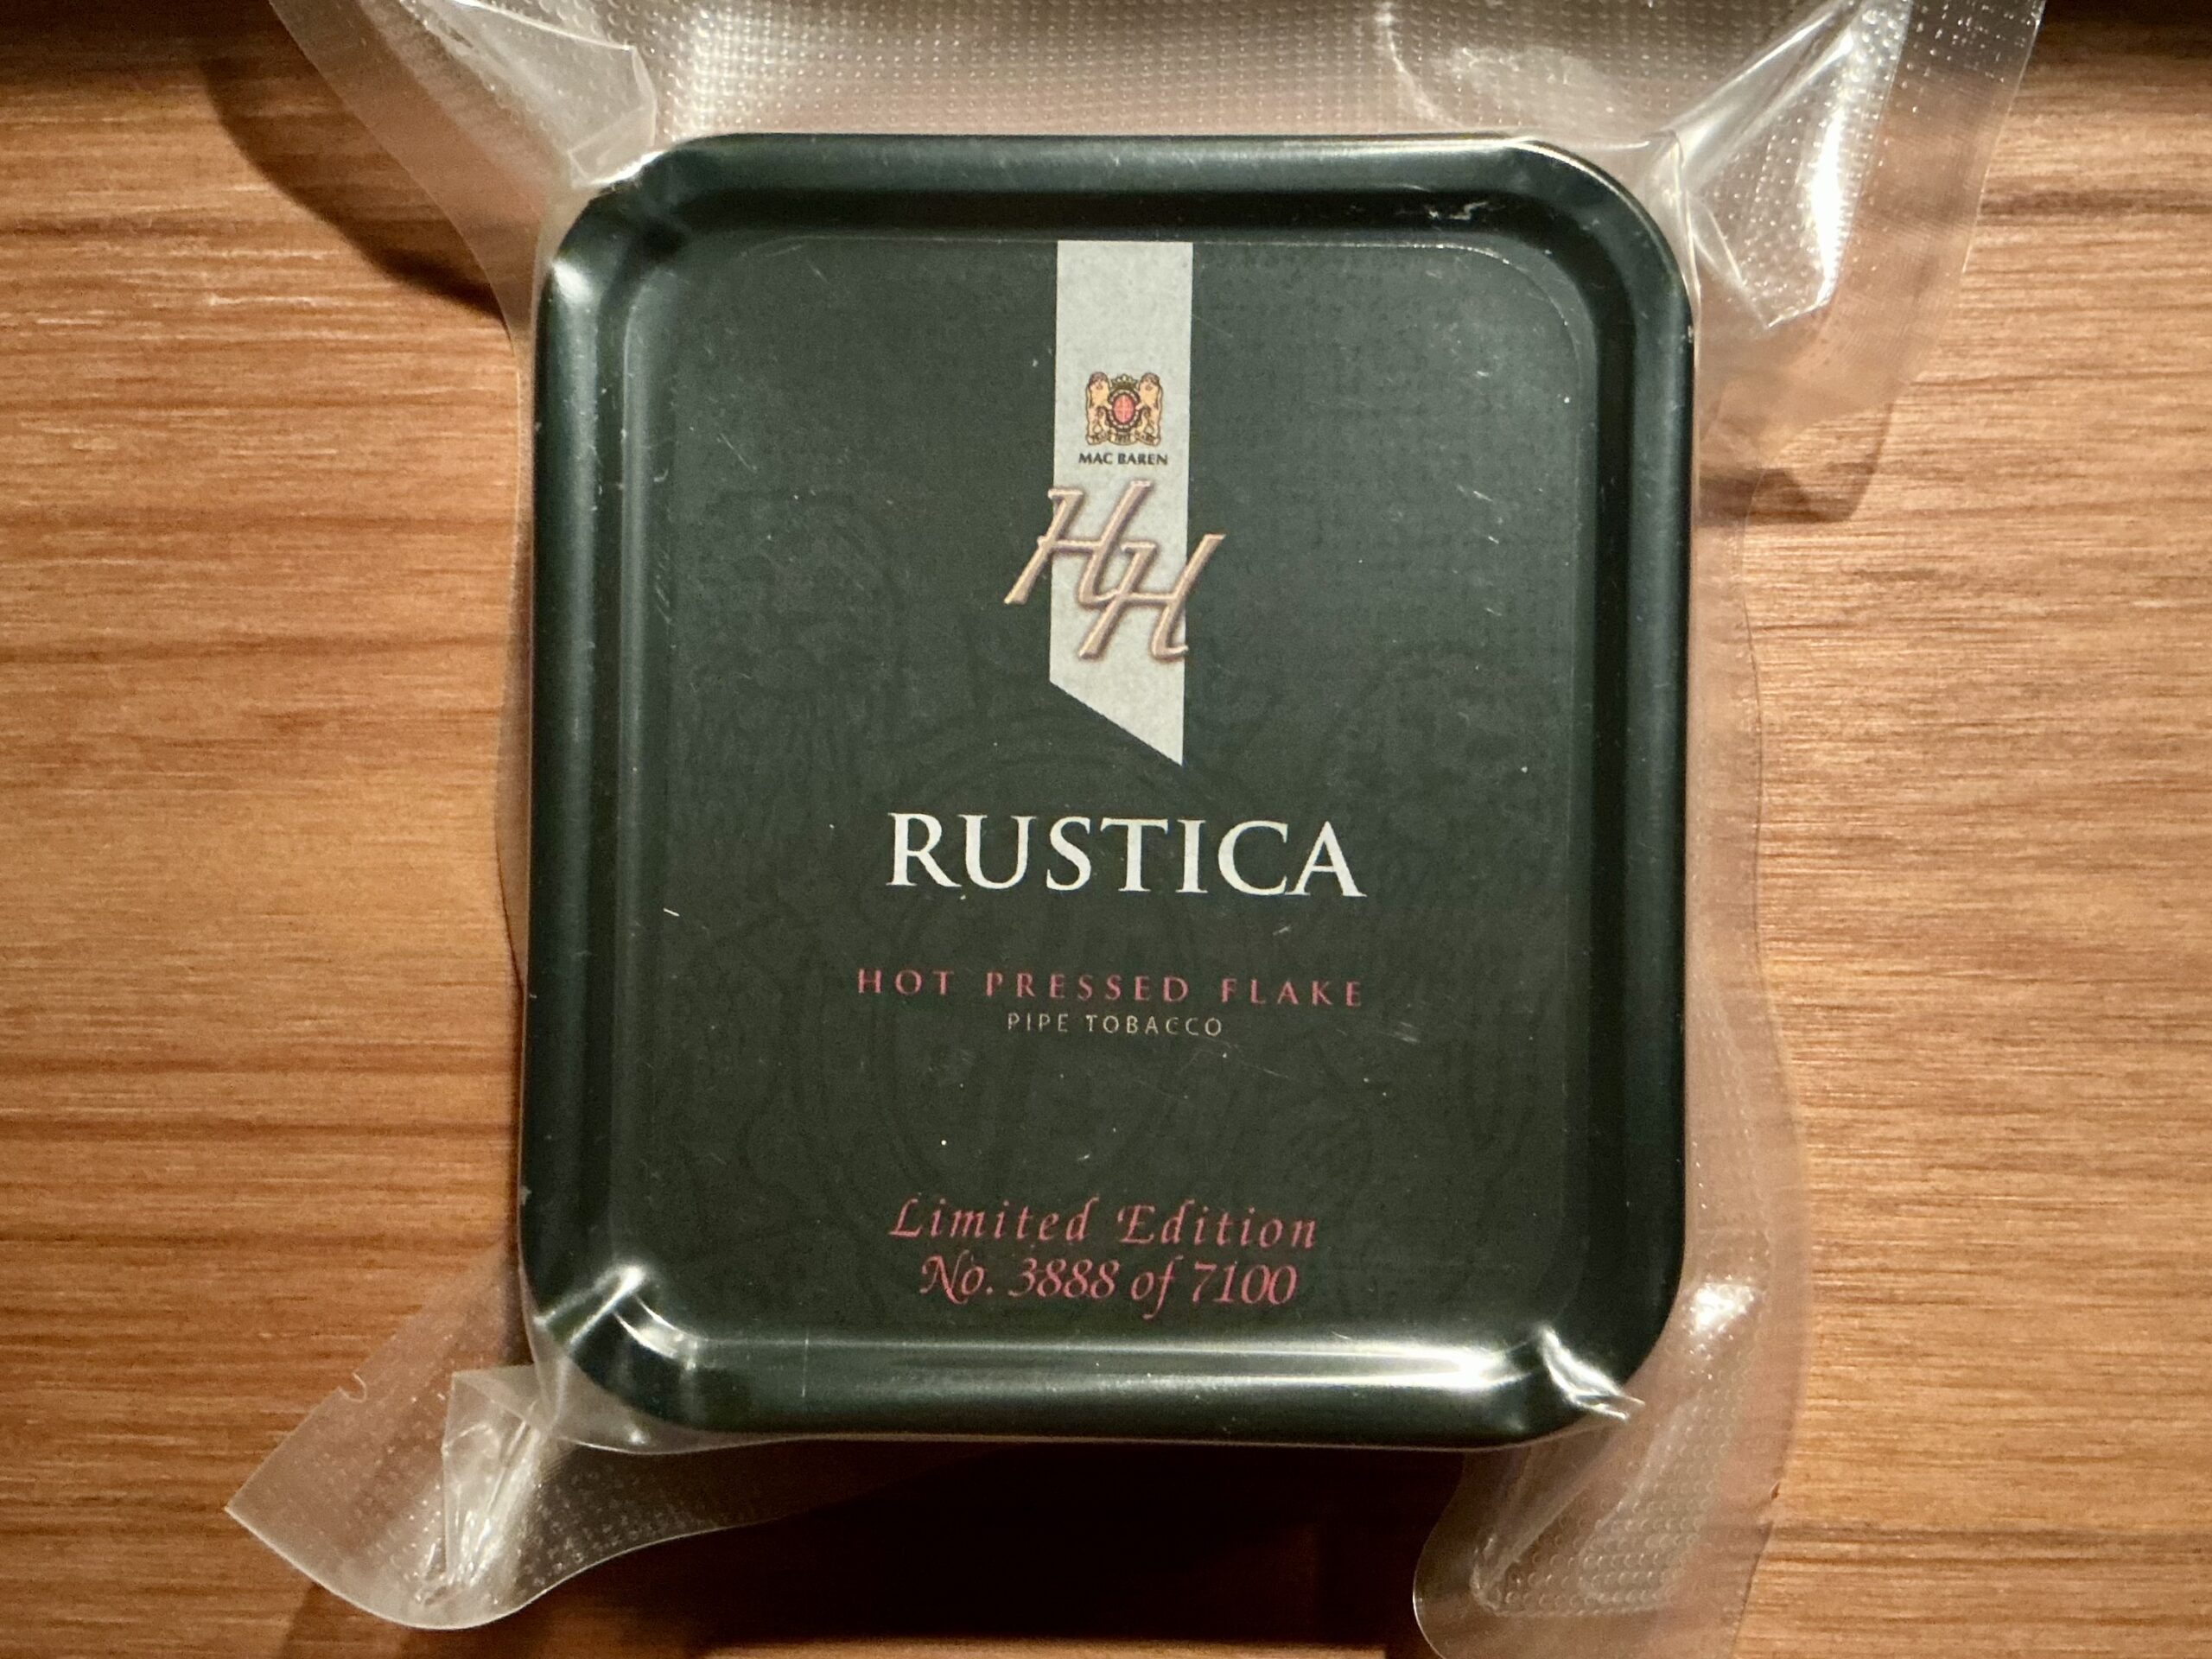 MAC BAREN
HH
RUSTICA
HOT PRESSED FLAKE
PIPE TOBACCO
Limited Edition
No. 3888 of 7100